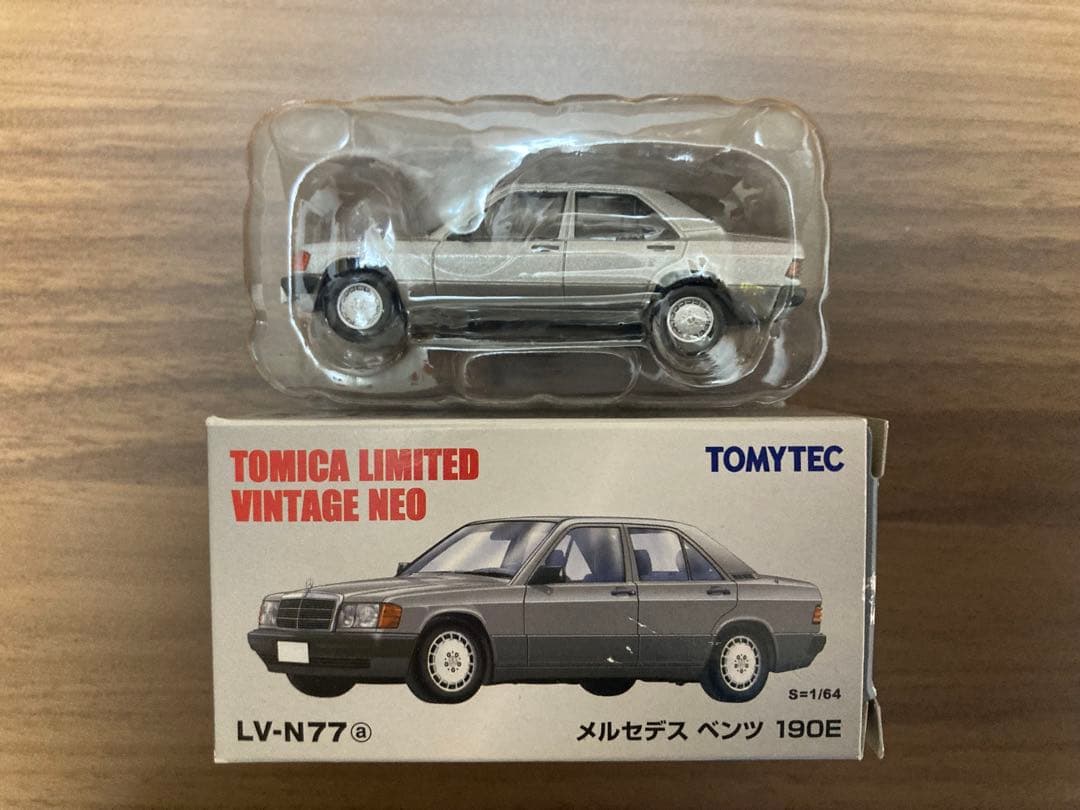 TOMICA LIMITED
VINTAGE NEO
TOMYTEC
S=1/64
LV-N77ⓐ
メルセデス ベンツ 190E